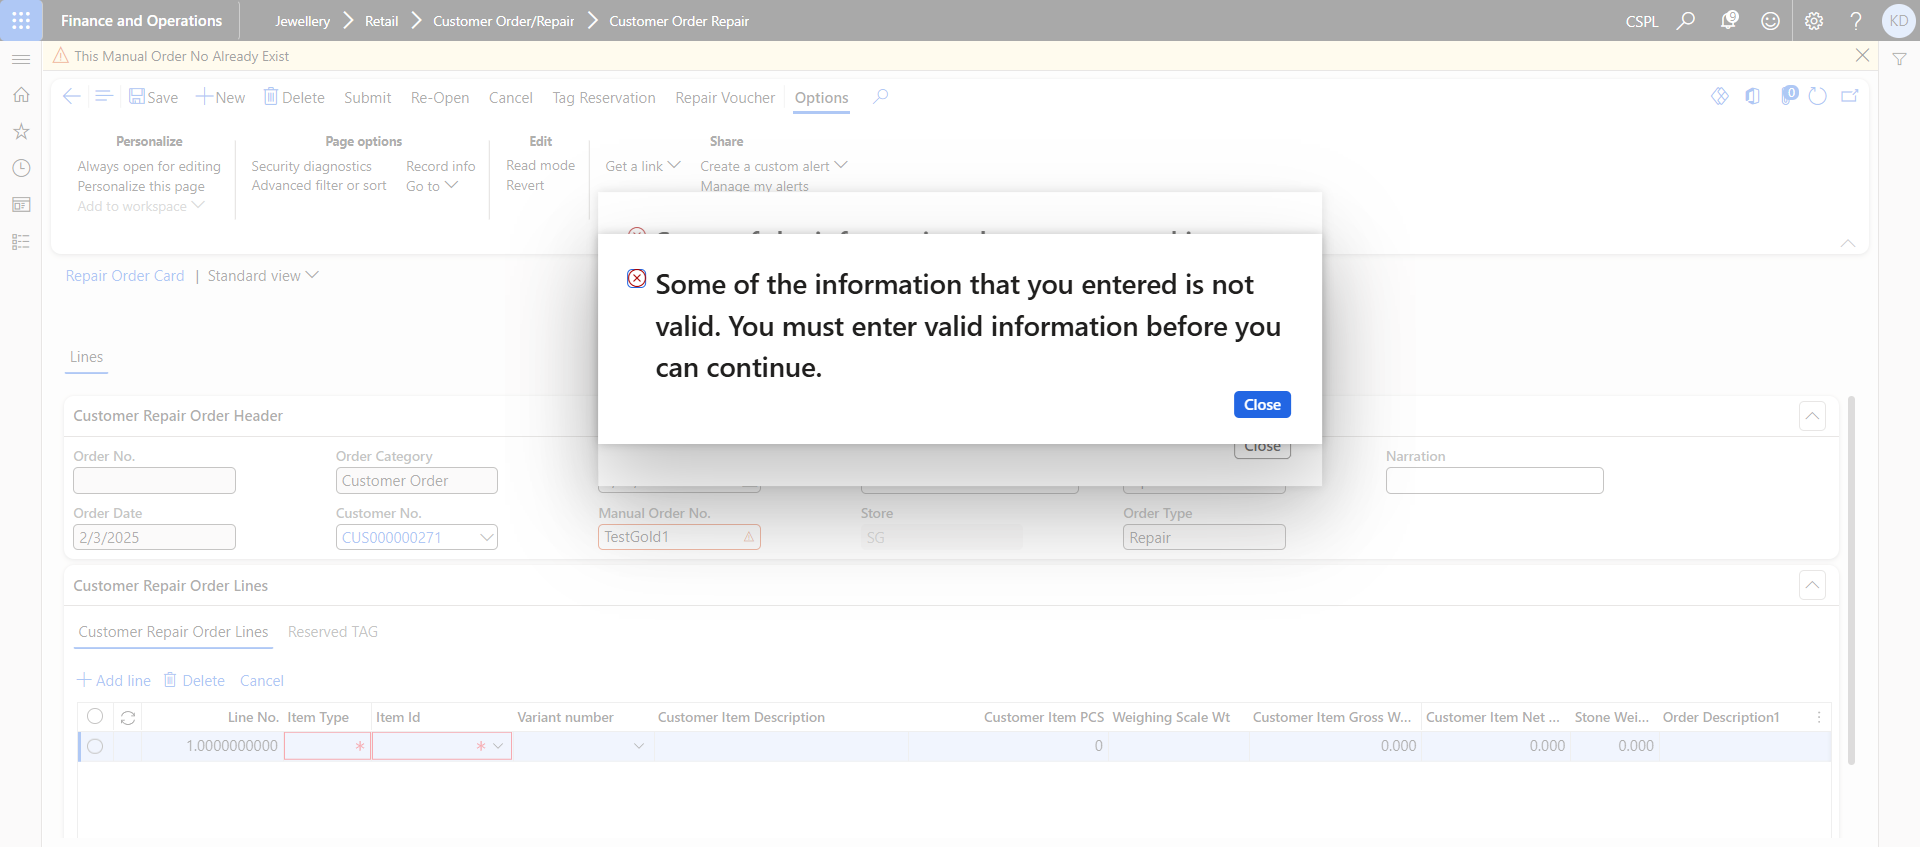 Finance and Operations
Jewellery
Retail
Customer Order/Repair
Customer Order Repair
CSPL
9
?
KD
This Manual Order No Already Exist
Save
New
Delete
Submit
Re-Open
Cancel
Tag Reservation
Repair Voucher
Options
0
Personalize
Always open for editing
Personalize this page
Add to workspace
Page options
Security diagnostics
Advanced filter or sort
Record info
Go to
Edit
Read mode
Revert
Get a link
Share
Create a custom alert
Manage my alerts
Repair Order Card | Standard view
Some of the information that you entered is not
valid. You must enter valid information before you
can continue.
Close
Close
Lines
Customer Repair Order Header
Order No.
Order Category
Customer Order
Narration
Order Date
2/3/2025
Customer No.
CUS000000271
Manual Order No.
TestGold1
Store
SG
Order Type
Repair
Customer Repair Order Lines
Customer Repair Order Lines
Reserved TAG
Add line
Delete
Cancel
Line No. Item Type Item Id Variant number Customer Item Description Customer Item PCS Weighing Scale Wt Customer Item Gross W... Customer Item Net ... Stone Wei... Order Description1
1.0000000000 * * 0 0.000 0.000 0.000